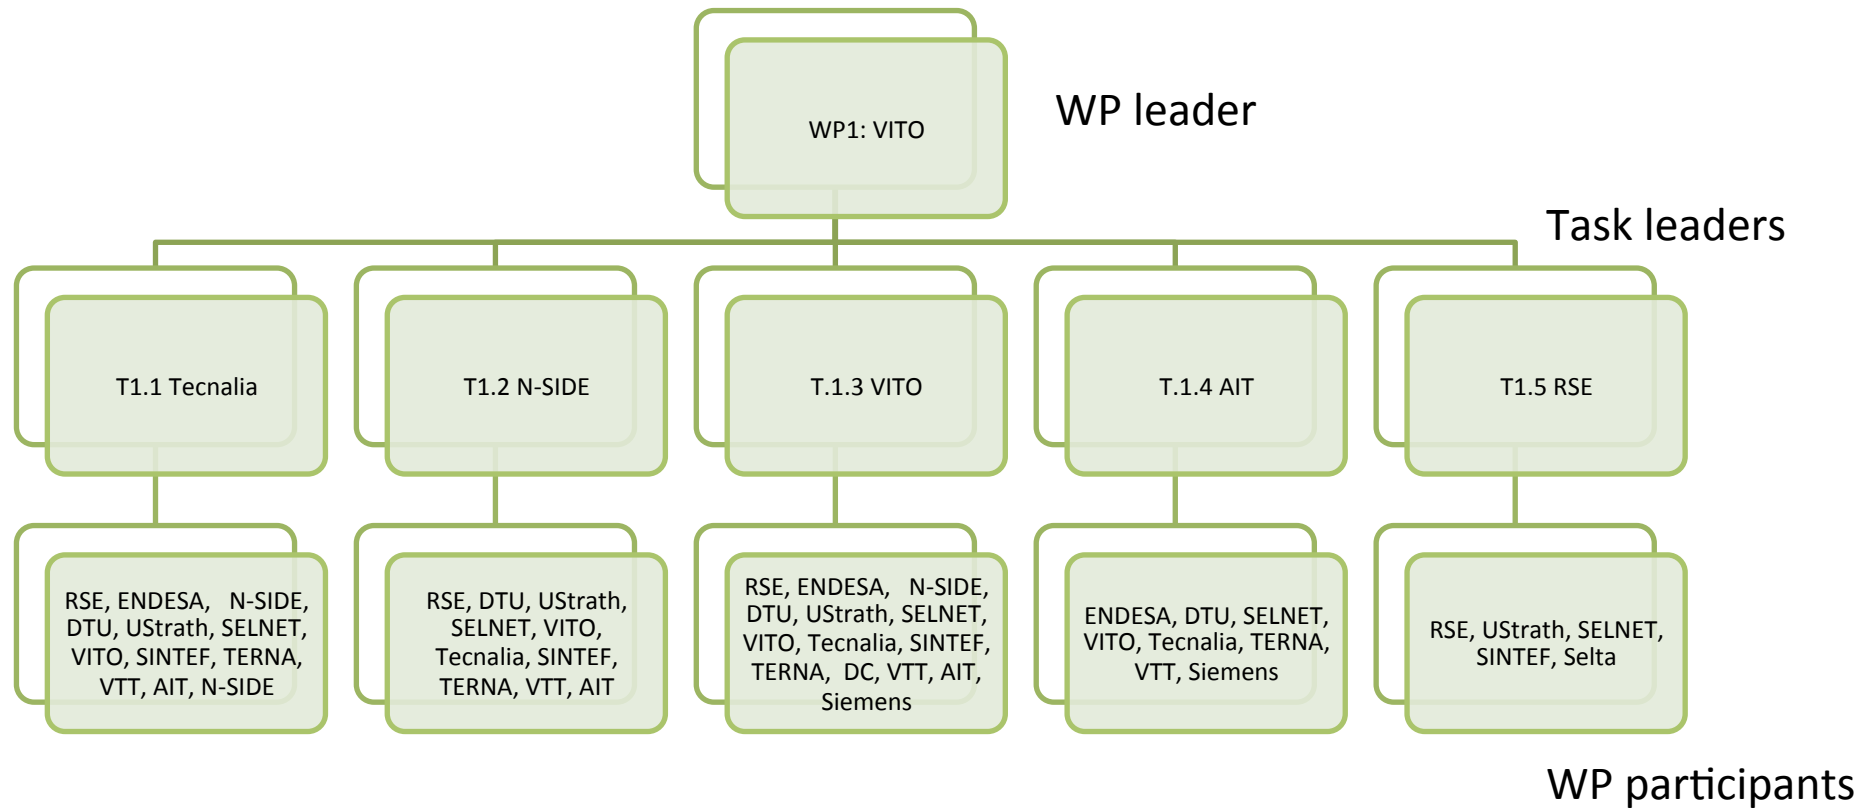 WP1: VITO
WP leader
Task leaders
T1.1 Tecnalia
T1.2 N-SIDE
T.1.3 VITO
T.1.4 AIT
T1.5 RSE
RSE, ENDESA, N-SIDE,
DTU, UStrath, SELNET,
VITO, SINTEF, TERNA,
VTT, AIT, N-SIDE
RSE, DTU, UStrath,
SELNET, VITO,
Tecnalia, SINTEF,
TERNA, VTT, AIT
RSE, ENDESA, N-SIDE,
DTU, UStrath, SELNET,
VITO, Tecnalia, SINTEF,
TERNA, DC, VTT, AIT,
Siemens
ENDESA, DTU, SELNET,
VITO, Tecnalia, TERNA,
VTT, Siemens
RSE, UStrath, SELNET,
SINTEF, Selta
WP participants